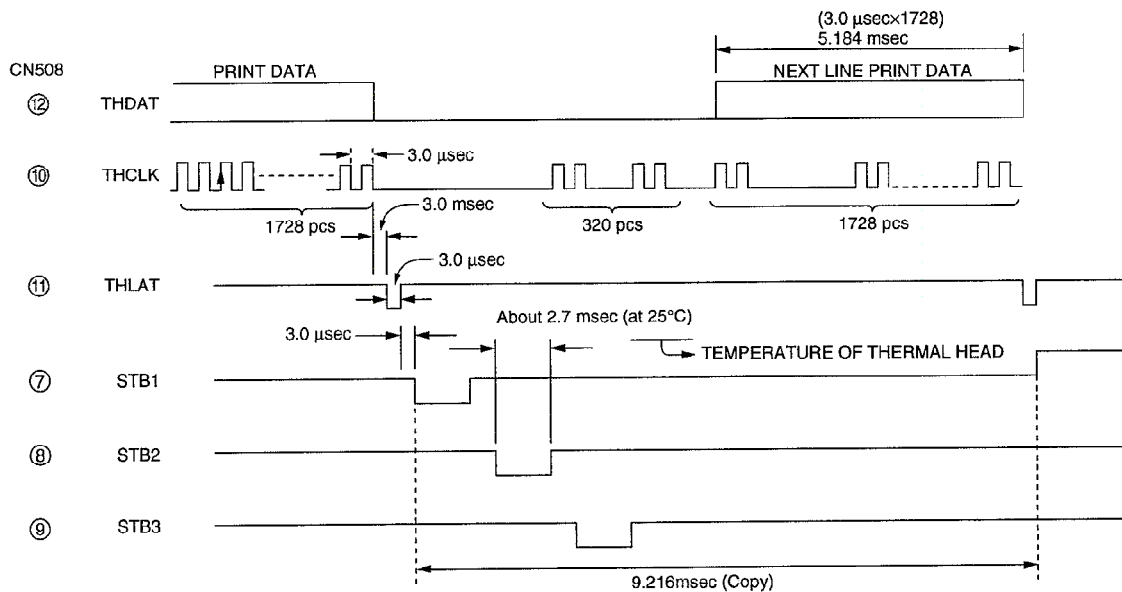 (3.0 µsec×1728)
5.184 msec
CN508
PRINT DATA
NEXT LINE PRINT DATA
⑫ THDAT
3.0 µsec
⑩ THCLK
1728 pcs
3.0 msec
320 pcs
1728 pcs
3.0 µsec
⑪ THLAT
About 2.7 msec (at 25°C)
3.0 µsec
TEMPERATURE OF THERMAL HEAD
⑦ STB1
⑧ STB2
⑨ STB3
9.216msec (Copy)